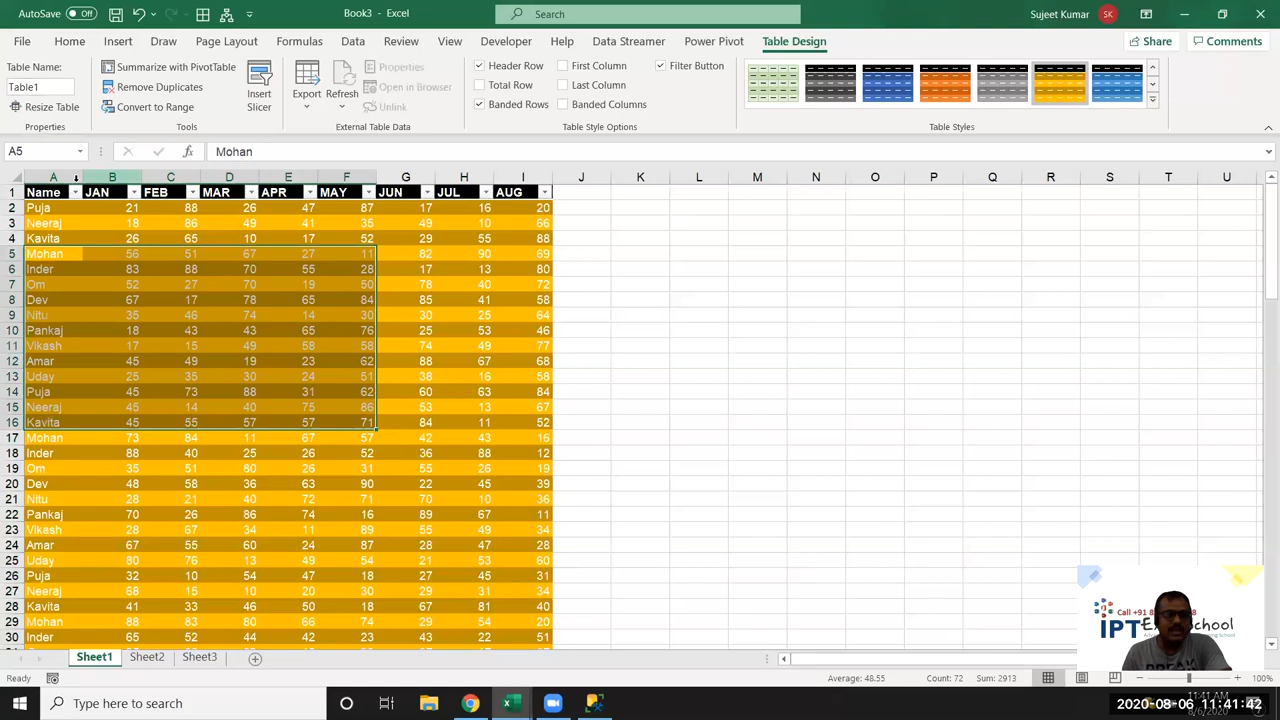 AutoSave Off Book3 - Excel Search Sujeet Kumar SK
File Home Insert Draw Page Layout Formulas Data Review View Developer Help Data Streamer Power Pivot Table Design Share Comments
Table Name:
Table1
Resize Table
Properties
Summarize with PivotTable
Remove Duplicates
Convert to Range
Tools
Insert Slicer
Export
Refresh
Properties
Open in Browser
Unlink
External Table Data
Header Row First Column Filter Button
Total Row Last Column
Banded Rows Banded Columns
Table Style Options
Table Styles
A5 fx Mohan
A B C D E F G H I J K L M N O P Q R S T U
1 Name JAN FEB MAR APR MAY JUN JUL AUG
2 Puja 21 88 26 47 87 17 16 20
3 Neeraj 18 86 49 41 35 49 10 66
4 Kavita 26 65 10 17 52 29 55 88
5 Mohan 56 51 67 27 11 82 90 69
6 Inder 83 88 70 55 28 17 13 80
7 Om 52 27 70 19 50 78 40 72
8 Dev 67 17 78 65 84 85 41 58
9 Nitu 35 46 74 14 30 30 25 64
10 Pankaj 18 43 43 65 76 25 53 46
11 Vikash 17 15 49 58 58 74 49 77
12 Amar 45 49 19 23 62 88 67 68
13 Uday 25 35 30 24 51 38 16 58
14 Puja 45 73 88 31 62 60 63 84
15 Neeraj 45 14 40 75 86 53 13 67
16 Kavita 45 55 57 57 71 84 11 52
17 Mohan 73 84 11 67 57 42 43 16
18 Inder 88 40 25 26 52 36 88 12
19 Om 35 51 80 26 31 55 26 19
20 Dev 48 58 36 63 90 22 45 39
21 Nitu 28 21 40 72 71 70 10 36
22 Pankaj 70 26 86 74 16 89 67 11
23 Vikash 28 67 34 11 89 55 49 34
24 Amar 67 55 60 24 87 28 47 28
25 Uday 80 76 13 49 54 21 53 60
26 Puja 32 10 54 47 18 27 45 31
27 Neeraj 68 15 10 20 30 29 31 34
28 Kavita 41 33 46 50 18 67 81 40
29 Mohan 88 83 80 66 74 29 54 20
30 Inder 65 52 44 42 23 43 22 51
Call +91 8
IPT School
Sheet1 Sheet2 Sheet3
Ready Average: 48.55 Count: 72 Sum: 2913 100%
Type here to search
11:41 AM
2020-08-06 11:41:42
8/6/2020